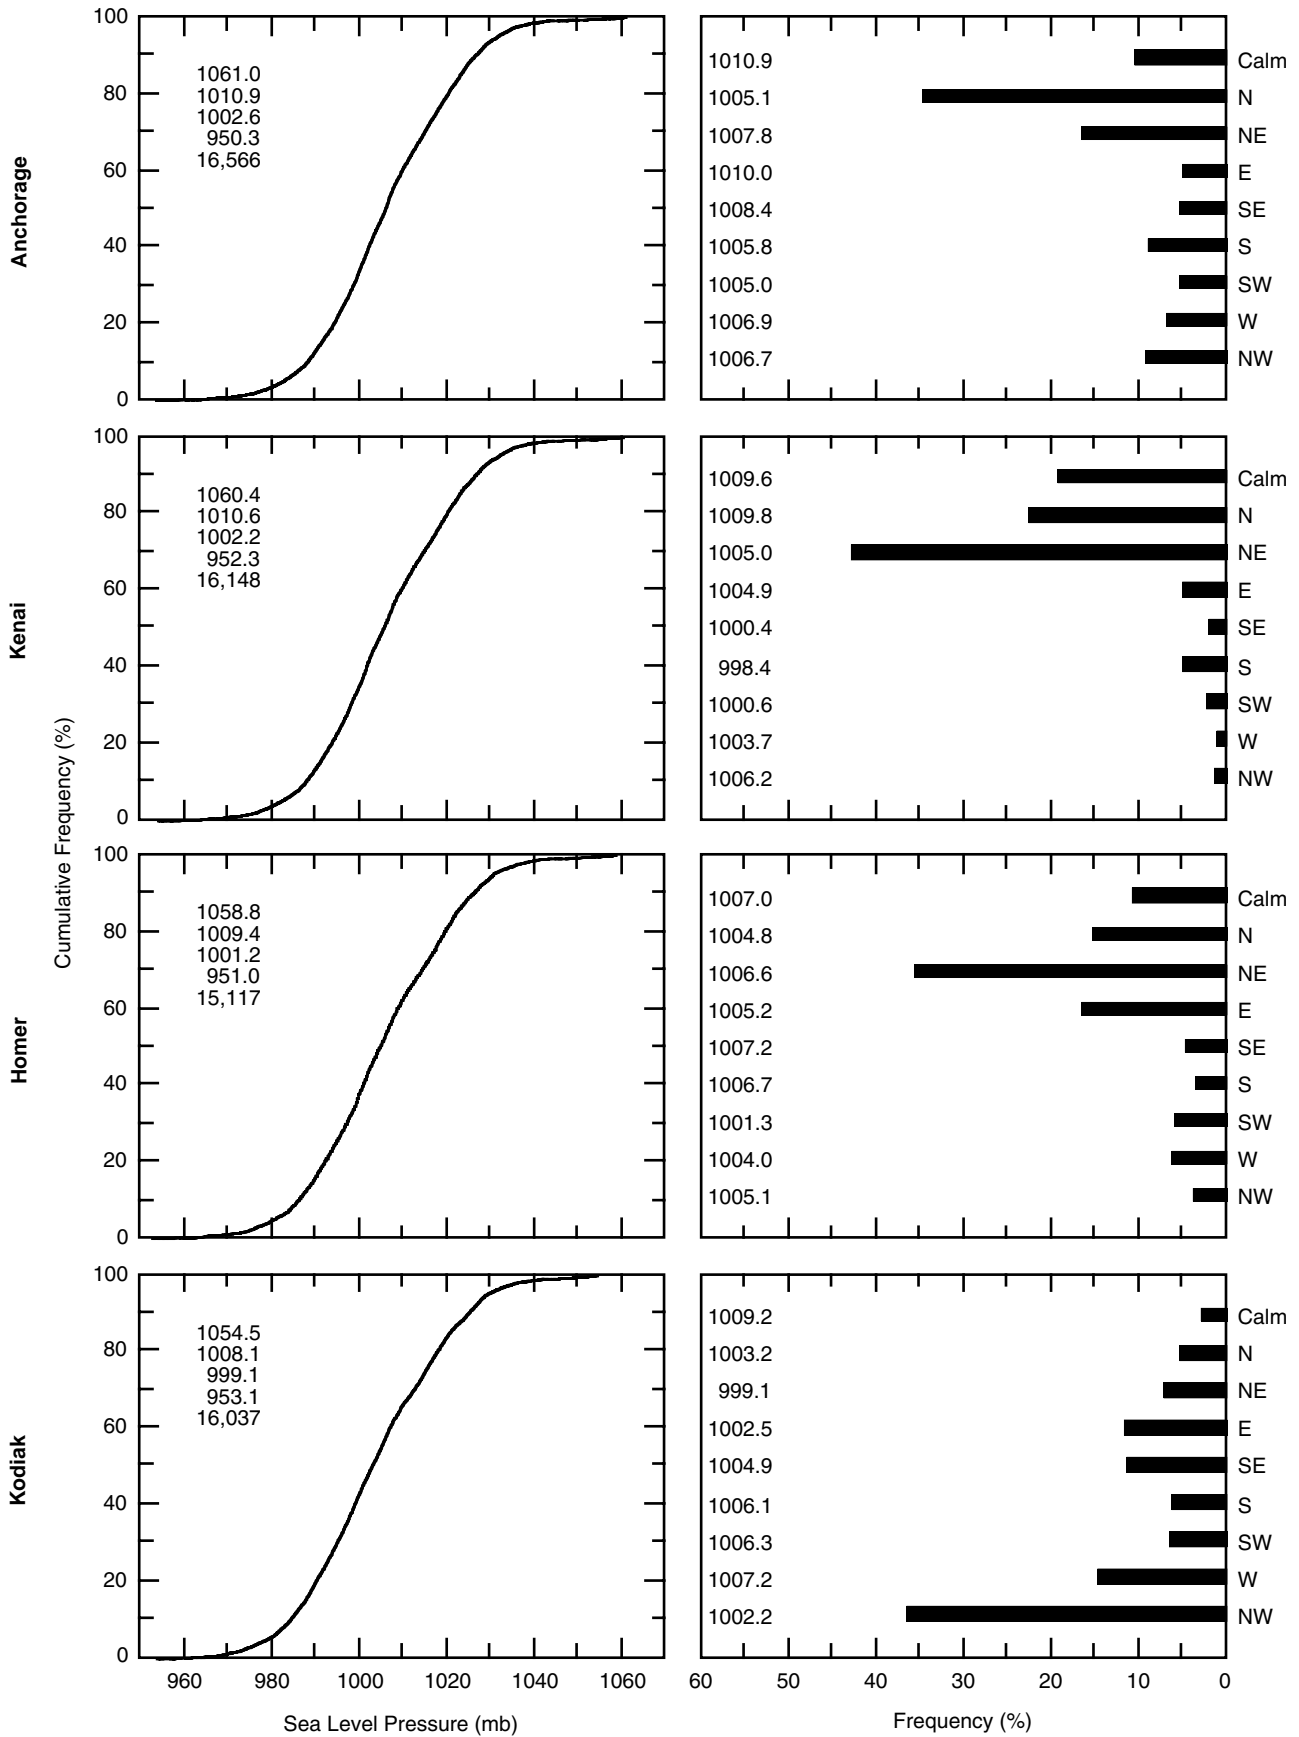 Anchorage
100
80
60
40
20
0
1061.0
1010.9
1002.6
950.3
16,566
1010.9 Calm
1005.1 N
1007.8 NE
1010.0 E
1008.4 SE
1005.8 S
1005.0 SW
1006.9 W
1006.7 NW
Kenai
100
80
60
40
20
0
1060.4
1010.6
1002.2
952.3
16,148
1009.6 Calm
1009.8 N
1005.0 NE
1004.9 E
1000.4 SE
998.4 S
1000.6 SW
1003.7 W
1006.2 NW
Cumulative Frequency (%)
Homer
100
80
60
40
20
0
1058.8
1009.4
1001.2
951.0
15,117
1007.0 Calm
1004.8 N
1006.6 NE
1005.2 E
1007.2 SE
1006.7 S
1001.3 SW
1004.0 W
1005.1 NW
Kodiak
100
80
60
40
20
0
1054.5
1008.1
999.1
953.1
16,037
1009.2 Calm
1003.2 N
999.1 NE
1002.5 E
1004.9 SE
1006.1 S
1006.3 SW
1007.2 W
1002.2 NW
960 980 1000 1020 1040 1060
Sea Level Pressure (mb)
60 50 40 30 20 10 0
Frequency (%)